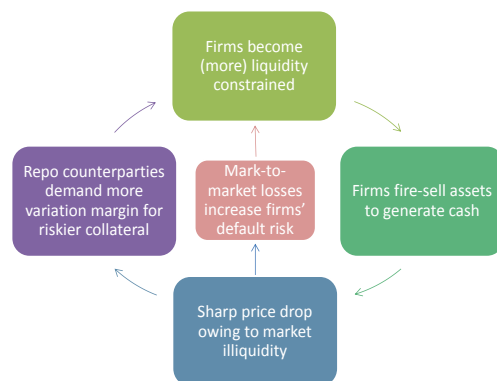 Firms become
(more) liquidity
constrained
Repo counterparties
demand more
variation margin for
riskier collateral
Mark-to-
market losses
increase firms'
default risk
Firms fire-sell assets
to generate cash
Sharp price drop
owing to market
illiquidity